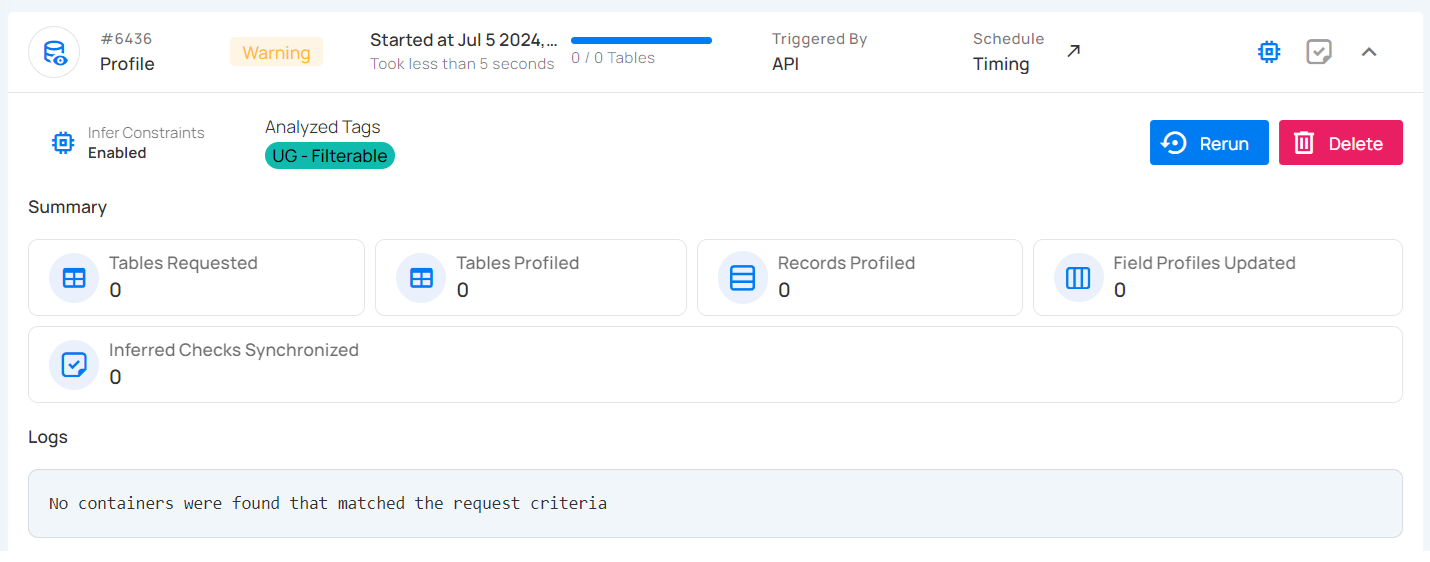 #6436
Profile
Warning
Started at Jul 5 2024,...
Took less than 5 seconds
0 / 0 Tables
Triggered By
API
Schedule
Timing
Infer Constraints
Enabled
Analyzed Tags
UG - Filterable
Rerun
Delete
Summary
Tables Requested
0
Tables Profiled
0
Records Profiled
0
Field Profiles Updated
0
Inferred Checks Synchronized
0
Logs
No containers were found that matched the request criteria